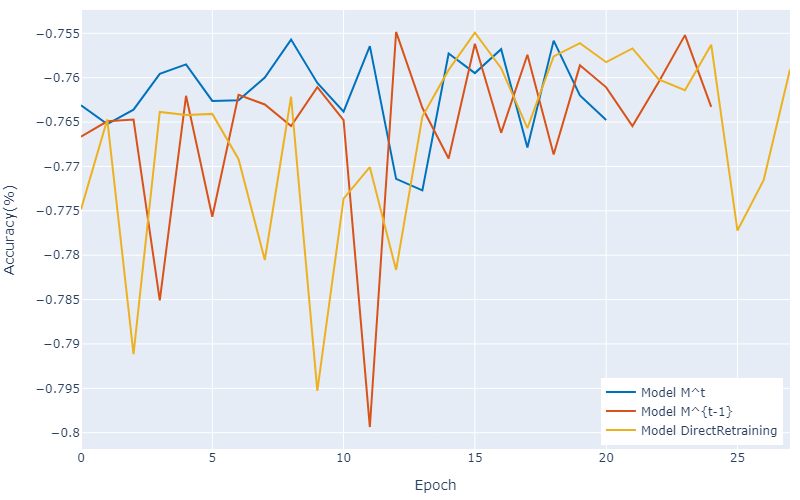 −0.755
−0.76
−0.765
−0.77
−0.775
−0.78
−0.785
−0.79
−0.795
−0.8
Accuracy(%)
0 5 10 15 20 25
Epoch
Model M^t
Model M^{t-1}
Model DirectRetraining